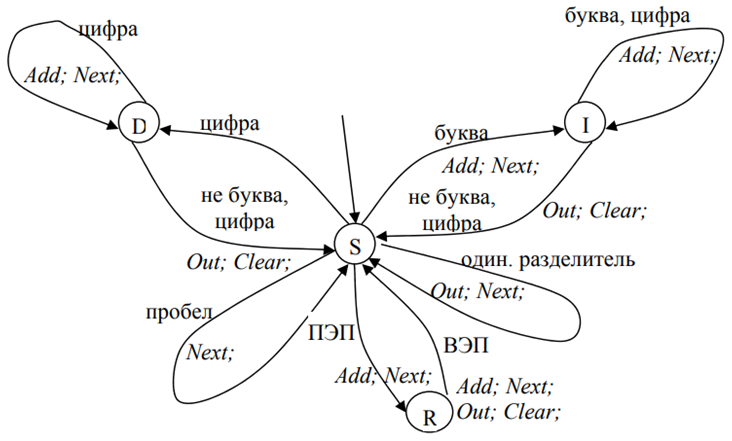 цифра
Add; Next;
D
буква, цифра
Add; Next;
I
цифра
буква
Add; Next;
не буква,
цифра
Out; Clear;
не буква,
цифра
Out; Clear;
S
один. разделитель
Out; Next;
пробел
Next;
ПЭП
Add; Next;
ВЭП
Add; Next;
Out; Clear;
R